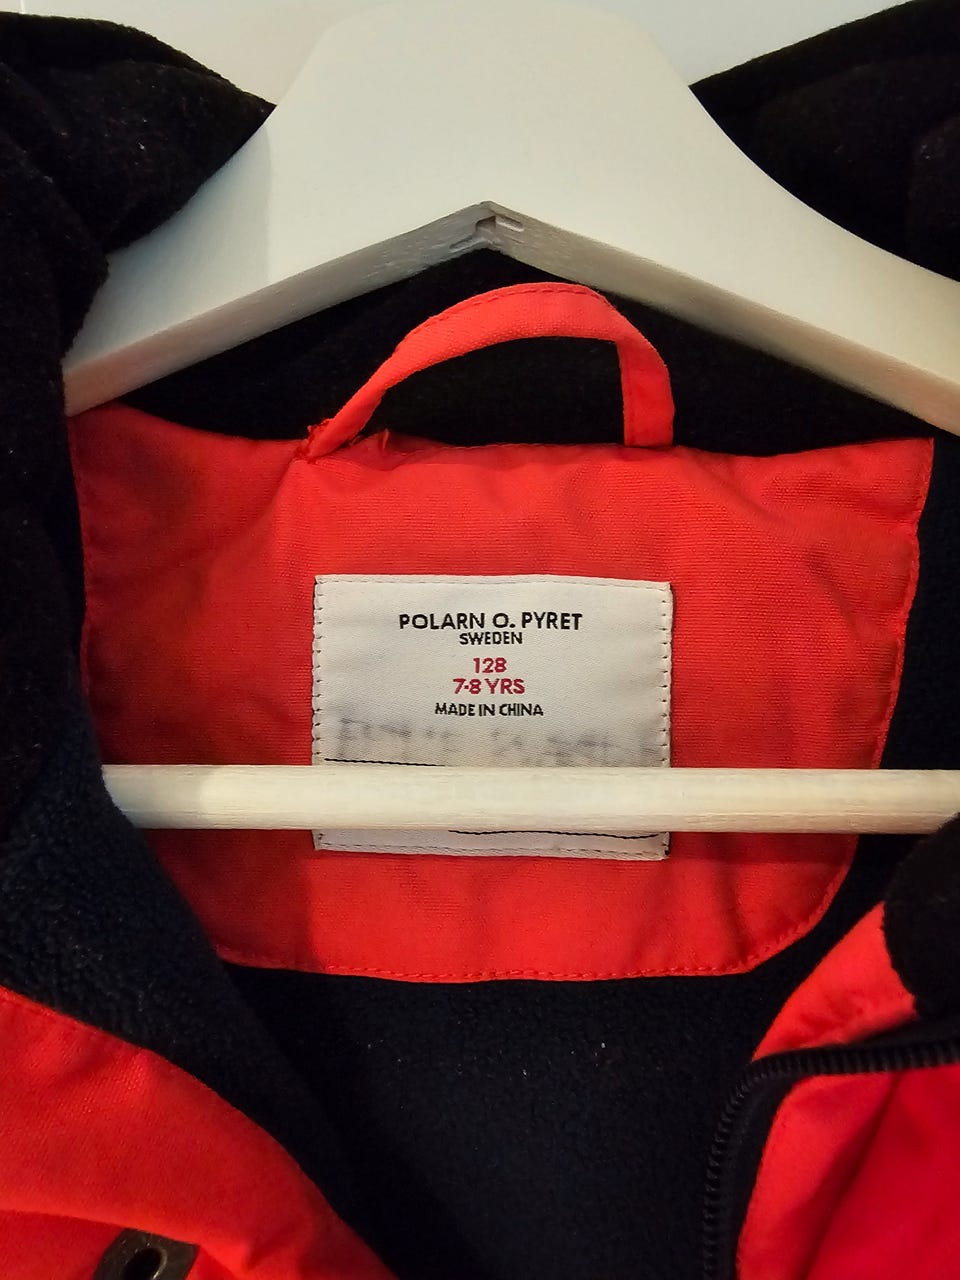 POLARN O. PYRET
SWEDEN
128
7-8 YRS
MADE IN CHINA